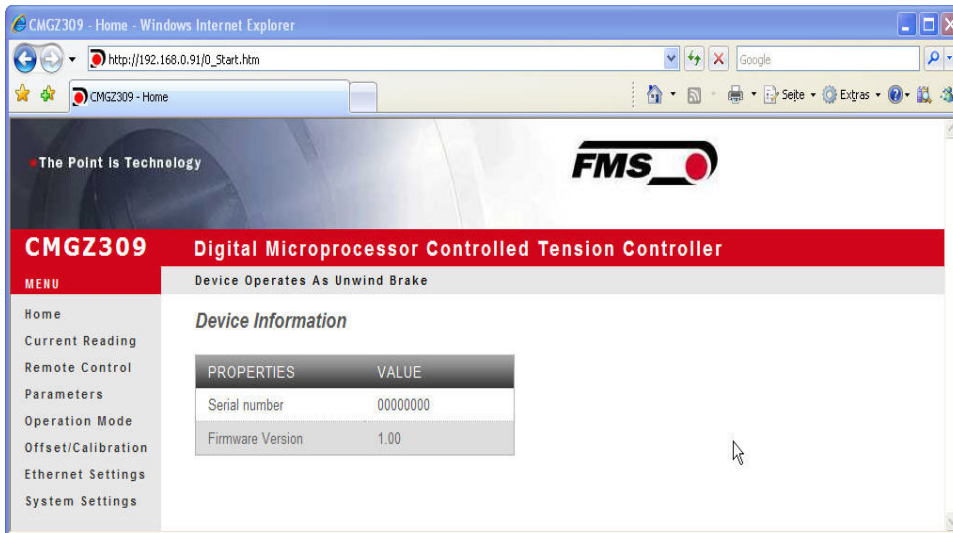 CMGZ309 - Home - Windows Internet Explorer
http://192.168.0.91/0_Start.htm
Google
CMGZ309 - Home
Seite
Extras
The Point is Technology
FMS
CMGZ309
Digital Microprocessor Controlled Tension Controller
MENU
Device Operates As Unwind Brake
Home
Current Reading
Remote Control
Parameters
Operation Mode
Offset/Calibration
Ethernet Settings
System Settings
Device Information
PROPERTIES VALUE
Serial number 00000000
Firmware Version 1.00